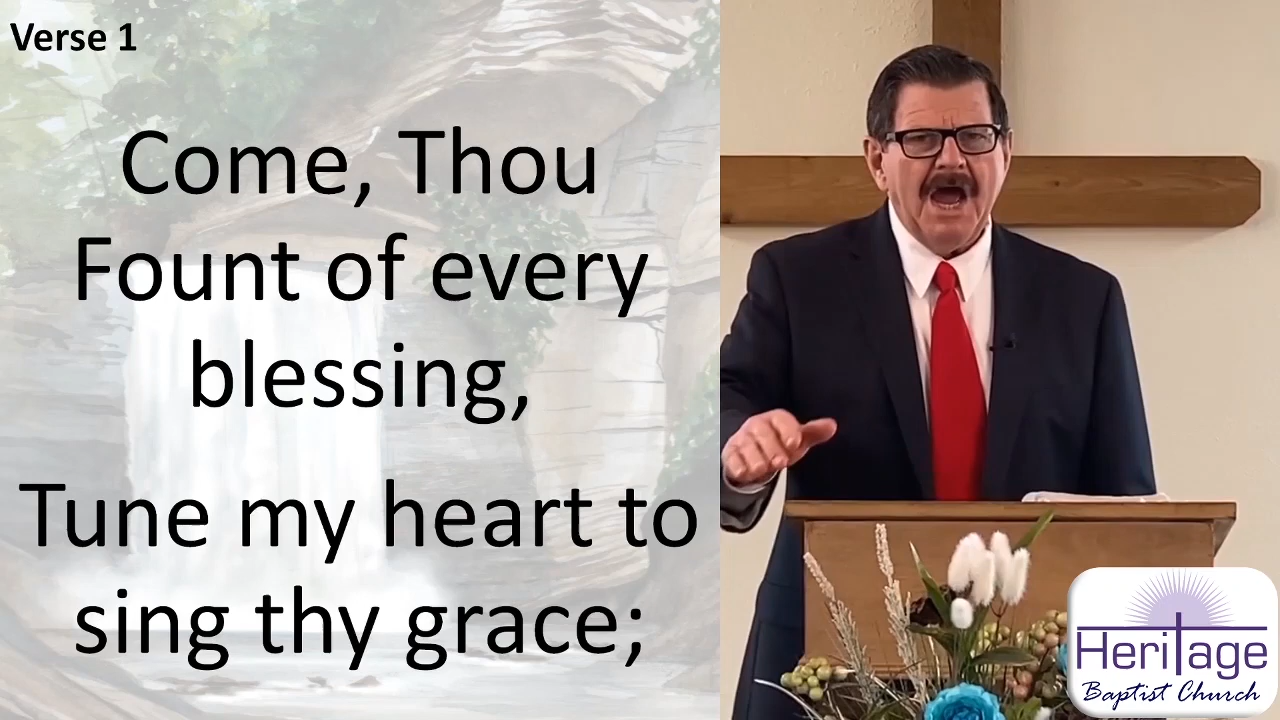 Verse 1
Come, Thou
Fount of every
blessing,
Tune my heart to
sing thy grace;
Heritage
Baptist Church